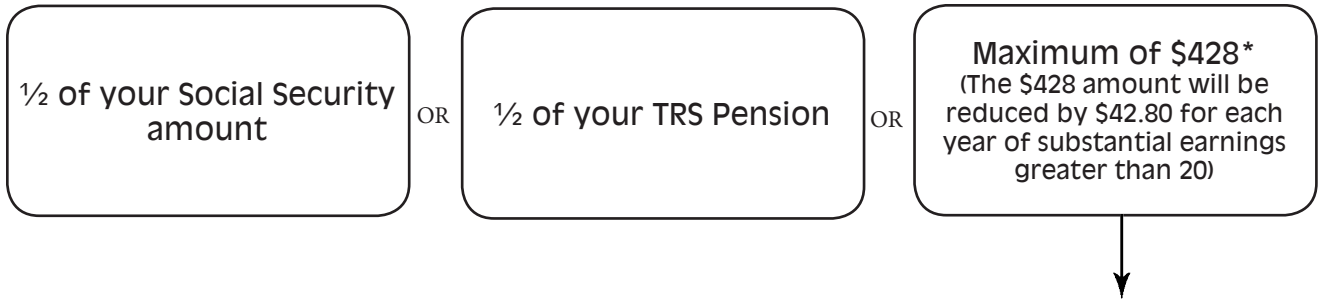 ½ of your Social Security
amount
OR
½ of your TRS Pension
OR
Maximum of $428*
(The $428 amount will be
reduced by $42.80 for each
year of substantial earnings
greater than 20)